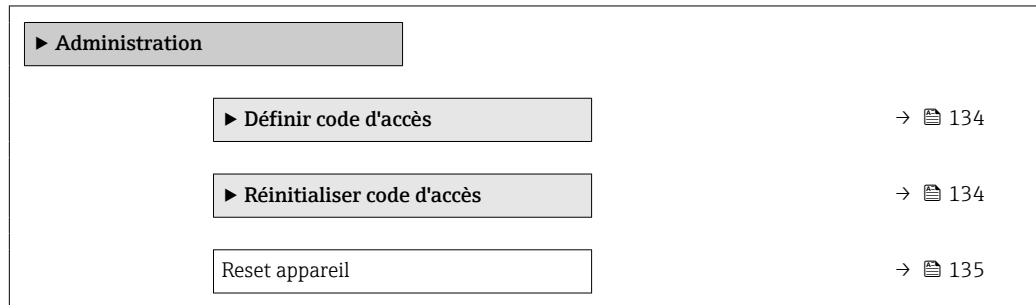 ▶ Administration
▶ Définir code d'accès → 134
▶ Réinitialiser code d'accès → 134
Reset appareil → 135